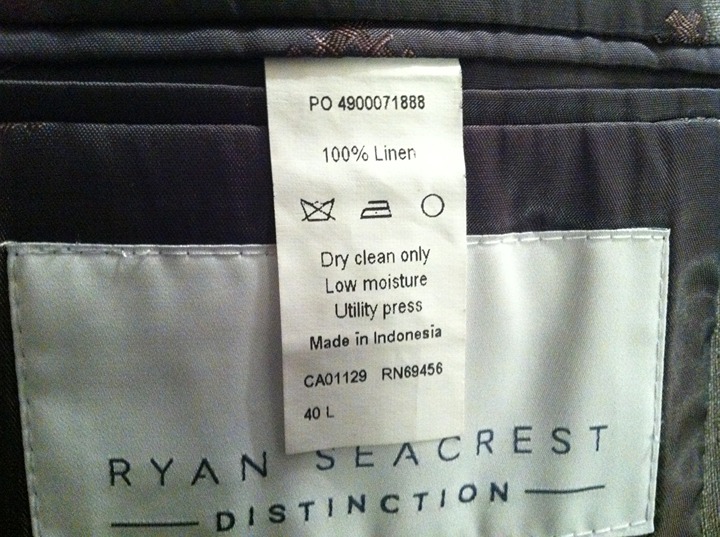 PO 4900071888
100% Linen
Dry clean only
Low moisture
Utility press
Made in Indonesia
CA01129 RN69456
40 L
RYAN SEACREST
DISTINCTION